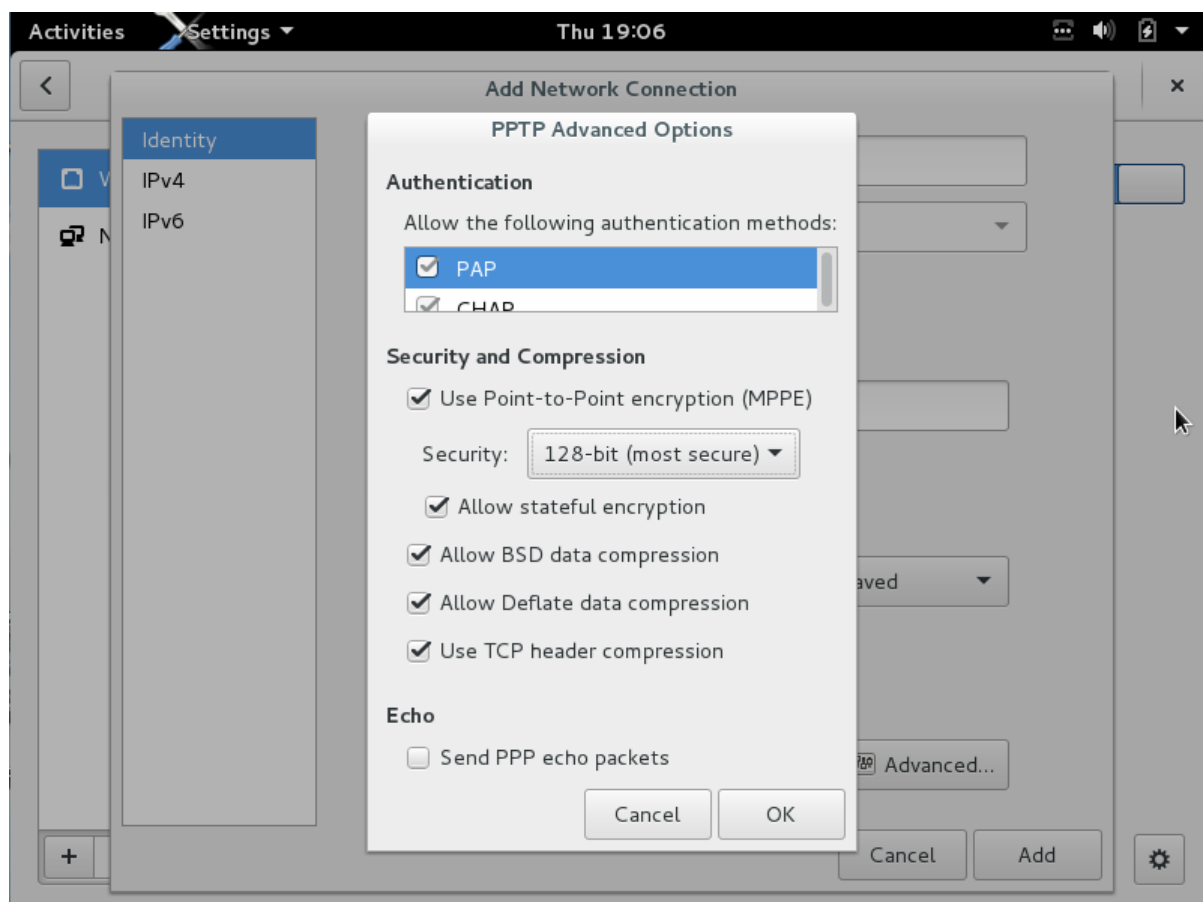 Activities Settings Thu 19:06
Add Network Connection
PPTP Advanced Options
Identity
IPv4
IPv6
V
N
Authentication
Allow the following authentication methods:
PAP
CHAP
Security and Compression
Use Point-to-Point encryption (MPPE)
Security: 128-bit (most secure)
Allow stateful encryption
Allow BSD data compression
Allow Deflate data compression
Use TCP header compression
aved
Echo
Send PPP echo packets
Advanced...
Cancel OK
Cancel Add